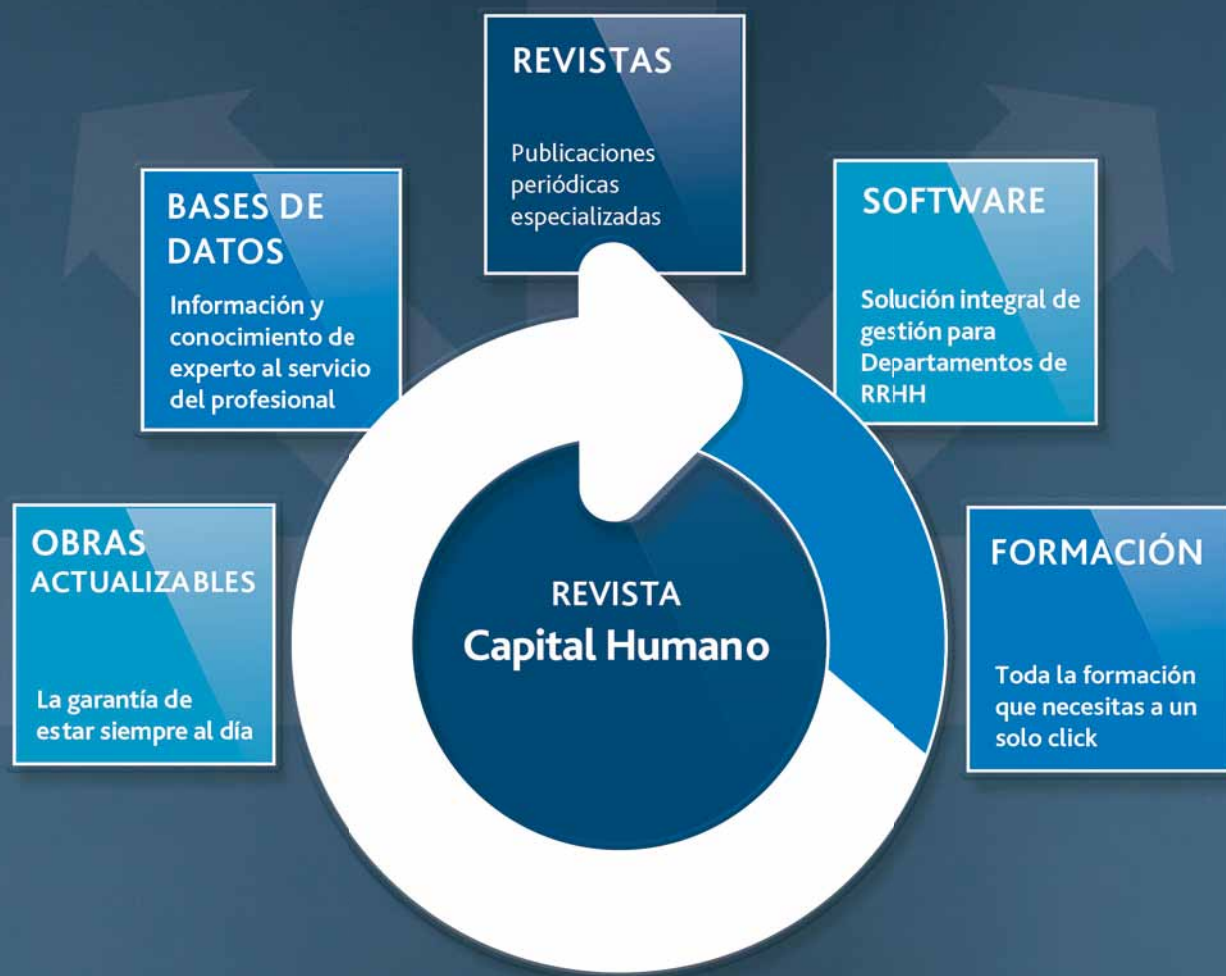 REVISTAS
Publicaciones
periódicas
especializadas
BASES DE
DATOS
Información y
conocimiento de
experto al servicio
del profesional
SOFTWARE
Solución integral de
gestión para
Departamentos de
RRHH
OBRAS
ACTUALIZABLES
La garantía de
estar siempre al día
REVISTA
Capital Humano
FORMACIÓN
Toda la formación
que necesitas a un
solo click